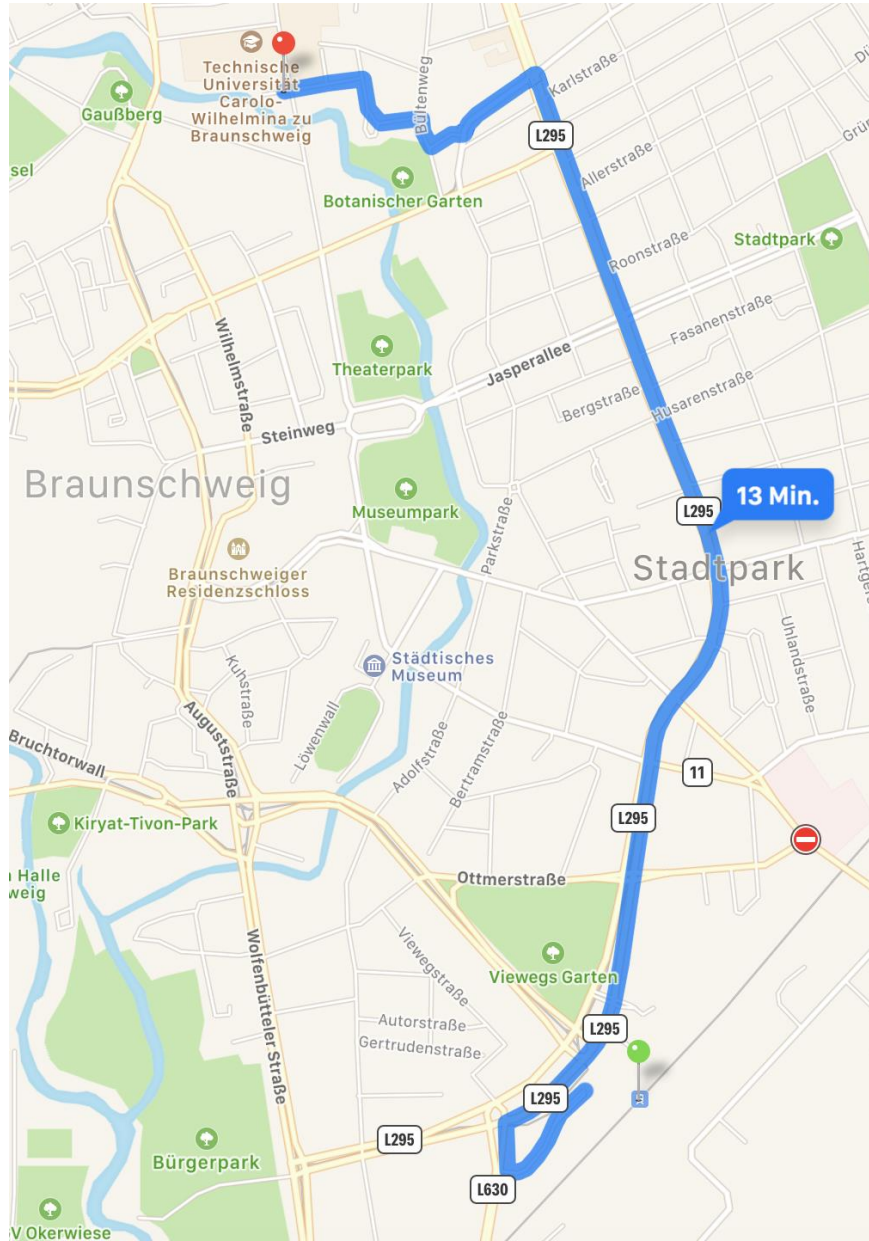 Technische
Universität
Carolo-
Wilhelmina zu
Braunschweig
Gaußberg
Bültenweg
Karlstraße
L295
sel
Allerstraße
Botanischer Garten
Roonstraße
Stadtpark
Wilhelmstraße
Fasanenstraße
Theaterpark
Jasperallee
Bergstraße
Husarenstraße
Steinweg
Braunschweig
Museumpark
13 Min.
L295
Parkstraße
Braunschweiger
Residenzschloss
Stadtpark
Hartgers
Uhlandstraße
Städtisches
Museum
Kuhstraße
Löwenwall
Auguststraße
Adolfstraße
Bertramstraße
Bruchtorwall
11
Kiryat-Tivon-Park
L295
n Halle
weig
Ottmerstraße
Wolfenbütteler Straße
Viewegstraße
Viewegs Garten
Autorstraße
Gertrudenstraße
L295
L295
L295
Bürgerpark
L630
V Okerwiese